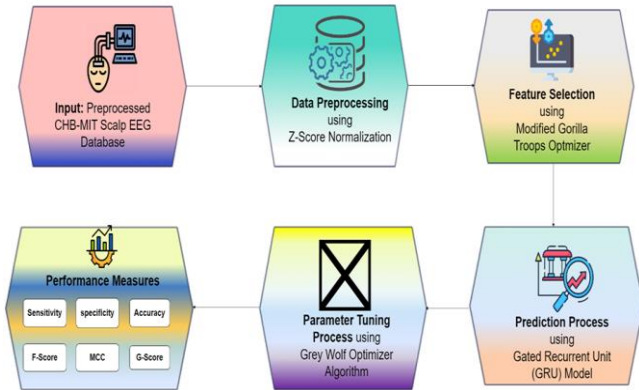 Input: Preprocessed
CHB-MIT Scalp EEG
Database
Data Preprocessing
using
Z-Score Normalization
Feature Selection
using
Modified Gorilla
Troops Optmizer
Performance Measures
Sensitivity
specificity
Accuracy
F-Score
MCC
G-Score
Parameter Tuning
Process using
Grey Wolf Optimizer
Algorithm
Prediction Process
using
Gated Recurrent Unit
(GRU) Model